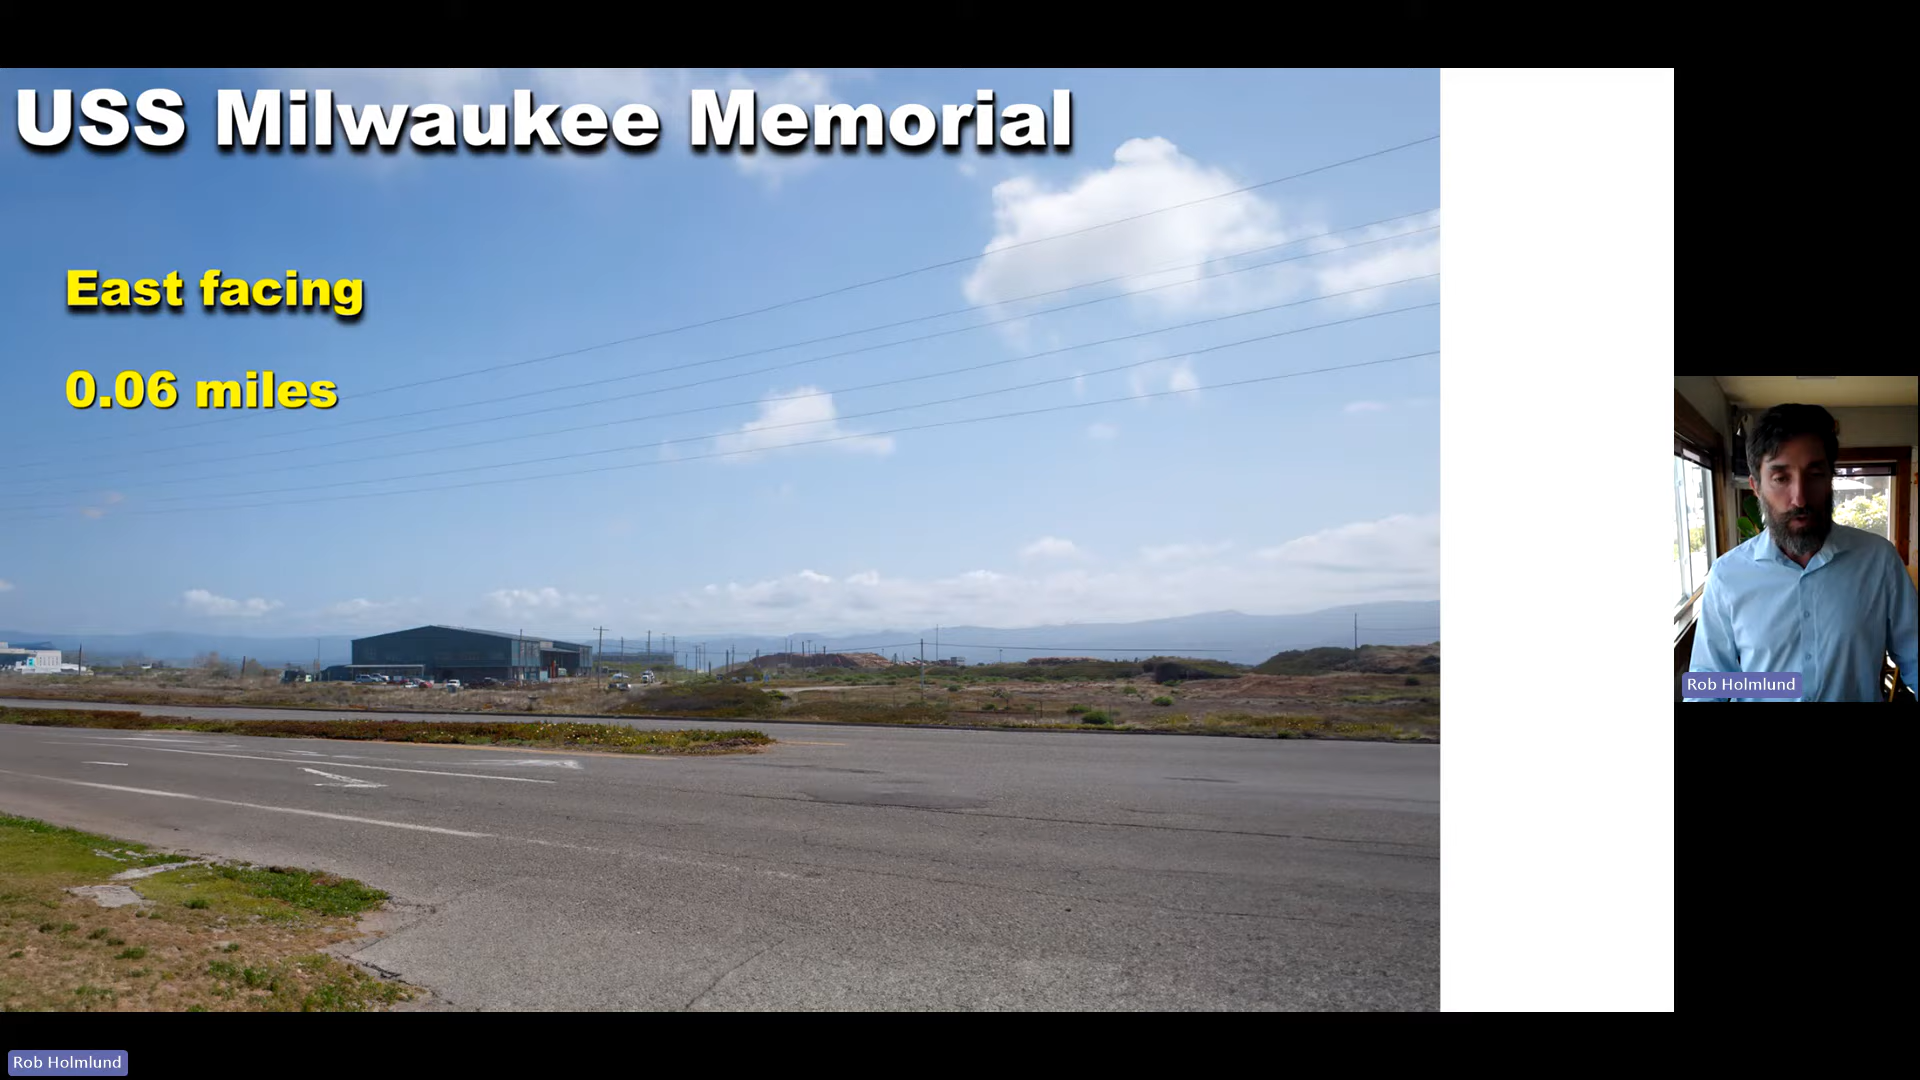 USS Milwaukee Memorial
East facing
0.06 miles
Rob Holmlund
Rob Holmlund